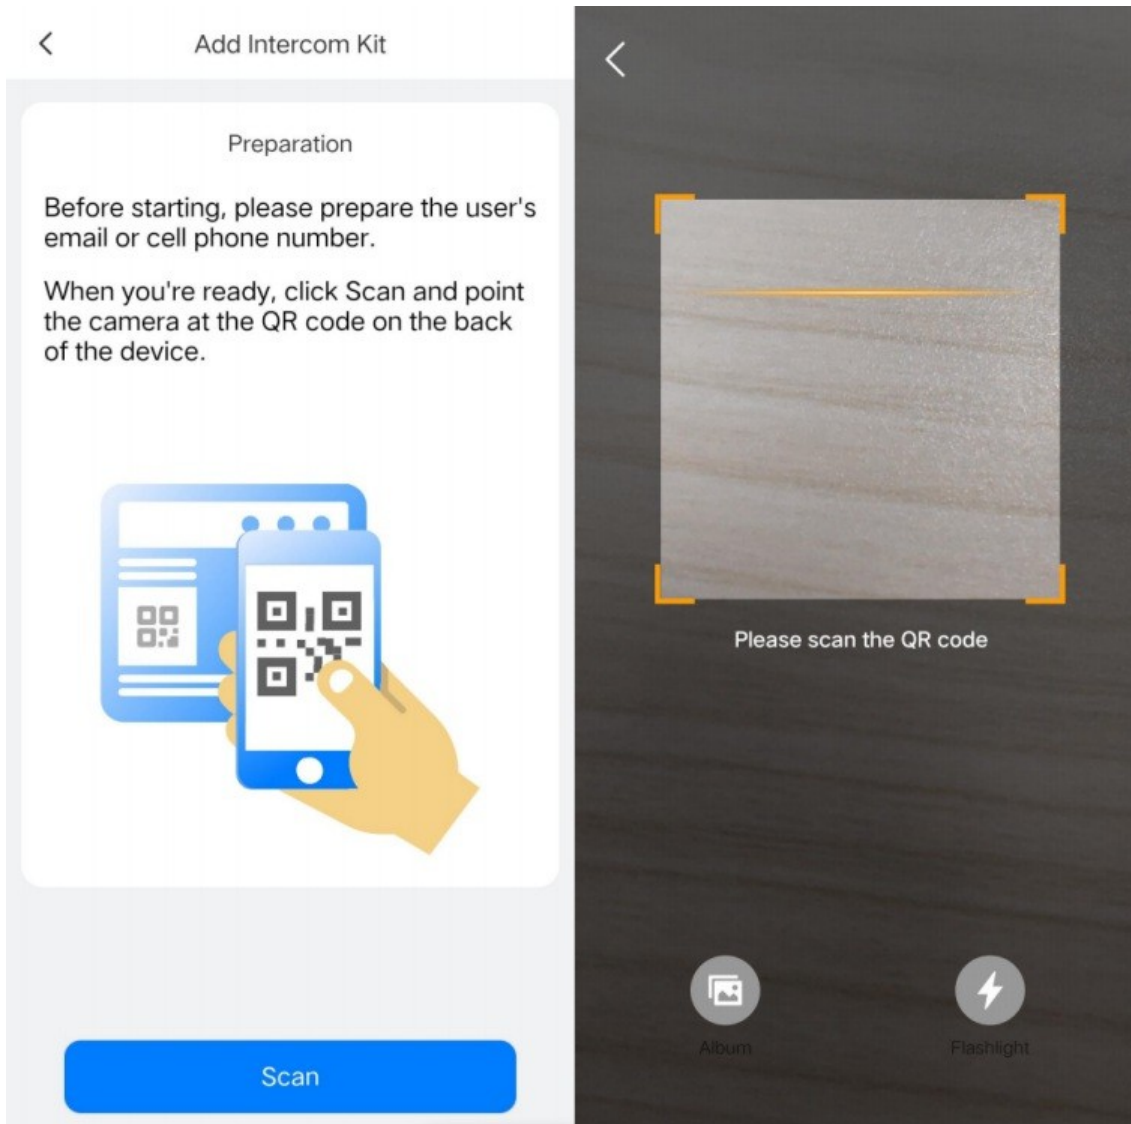 Add Intercom Kit
Preparation
Before starting, please prepare the user's
email or cell phone number.
When you're ready, click Scan and point
the camera at the QR code on the back
of the device.
Scan
Please scan the QR code
Album
Flashlight